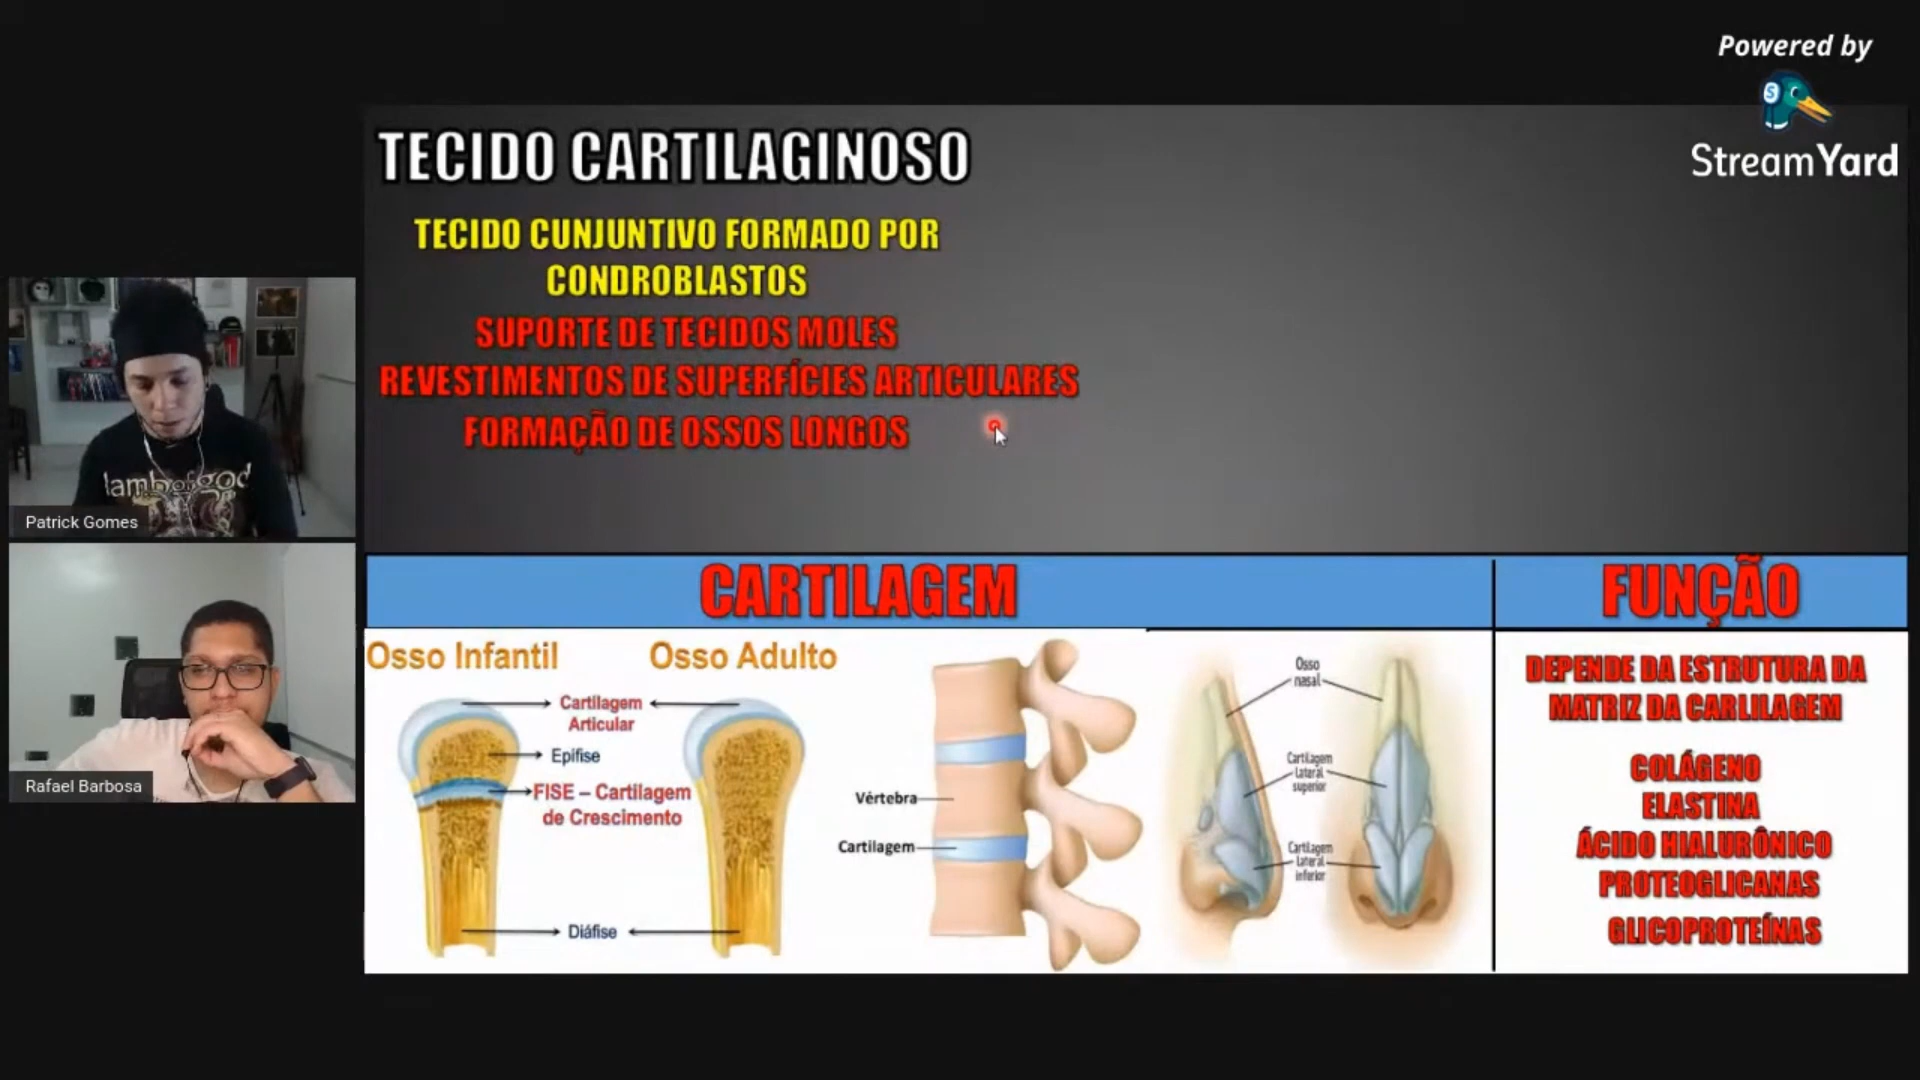 Powered by
StreamYard
TECIDO CARTILAGINOSO
TECIDO CUNJUNTIVO FORMADO POR
CONDROBLASTOS
SUPORTE DE TECIDOS MOLES
REVESTIMENTOS DE SUPERFÍCIES ARTICULARES
FORMAÇÃO DE OSSOS LONGOS
lamb of god
Patrick Gomes
Rafael Barbosa
CARTILAGEM
FUNÇÃO
Osso Infantil
Osso Adulto
Cartilagem
Articular
Epífise
FISE – Cartilagem
de Crescimento
Diáfise
Vértebra
Cartilagem
Osso
nasal
Cartilagem
lateral
superior
Cartilagem
lateral
inferior
DEPENDE DA ESTRUTURA DA
MATRIZ DA CARLILAGEM
COLÁGENO
ELASTINA
ÁCIDO HIALURÔNICO
PROTEOGLICANAS
GLICOPROTEÍNAS